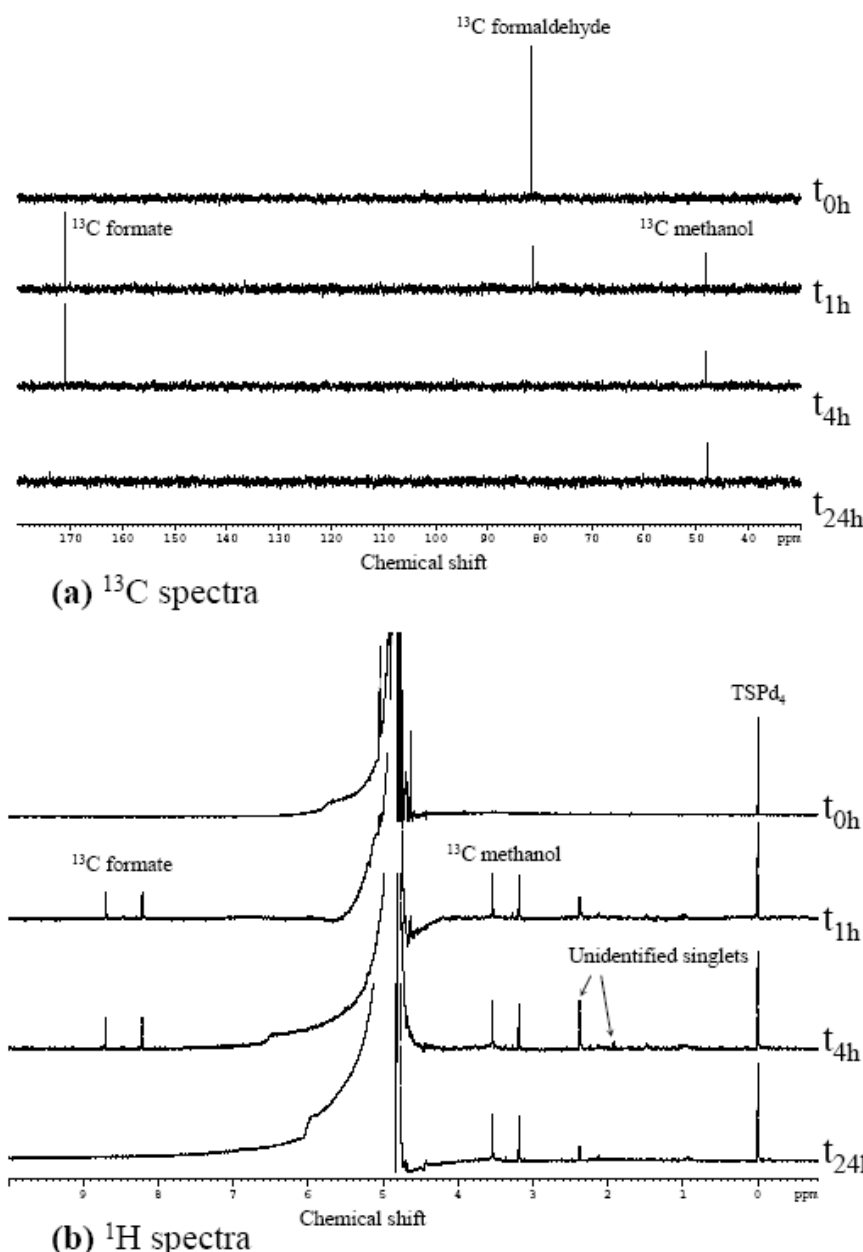 ¹³C formaldehyde
t₀ₕ
¹³C formate ¹³C methanol
t₁ₕ
t₄ₕ
t₂₄ₕ
170 160 150 140 130 120 110 100 90 80 70 60 50 40 ppm
Chemical shift
(a) ¹³C spectra
TSPd₄
t₀ₕ
¹³C formate ¹³C methanol
t₁ₕ
Unidentified singlets
t₄ₕ
t₂₄ₕ
9 8 7 6 5 4 3 2 1 0 ppm
Chemical shift
(b) ¹H spectra